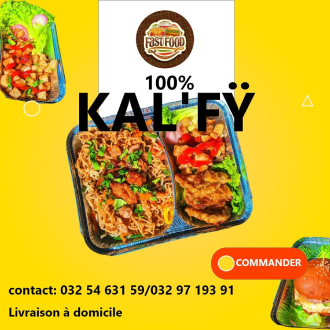 FAST FOOD
100%
KAL'FŸ
COMMANDER
contact: 032 54 631 59/032 97 193 91
Livraison à domicile